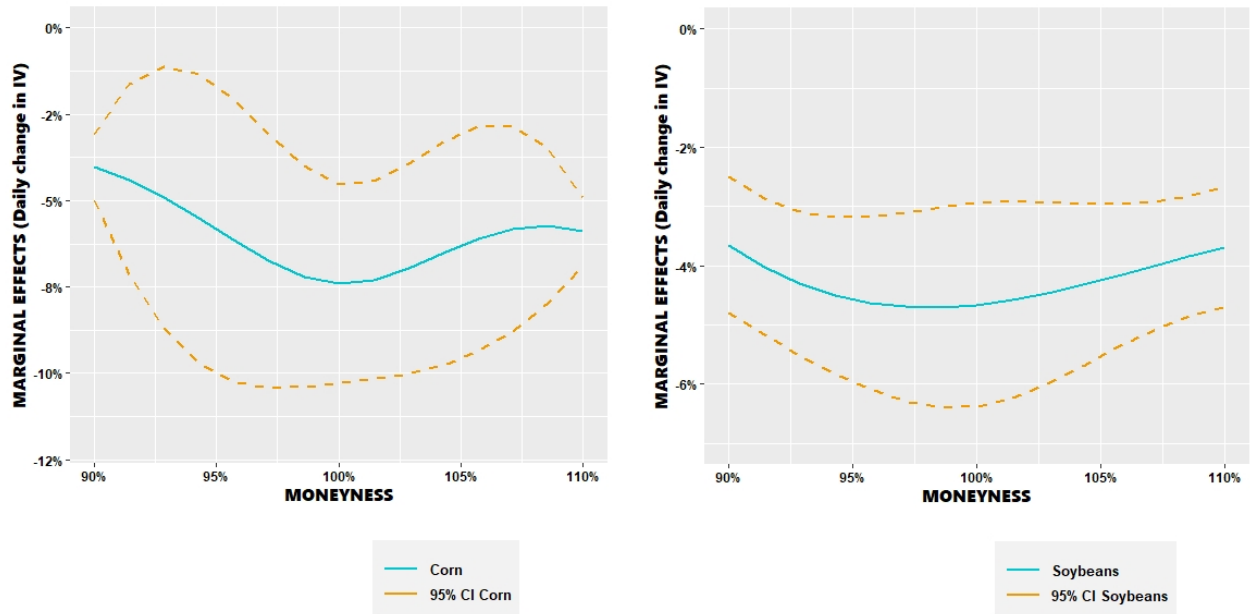 MARGINAL EFFECTS (Daily change in IV)
0%
-2%
-5%
-8%
-10%
-12%
90%
95%
100%
105%
110%
MONEYNESS
Corn
95% CI Corn
MARGINAL EFFECTS (Daily change in IV)
0%
-2%
-4%
-6%
90%
95%
100%
105%
110%
MONEYNESS
Soybeans
95% CI Soybeans